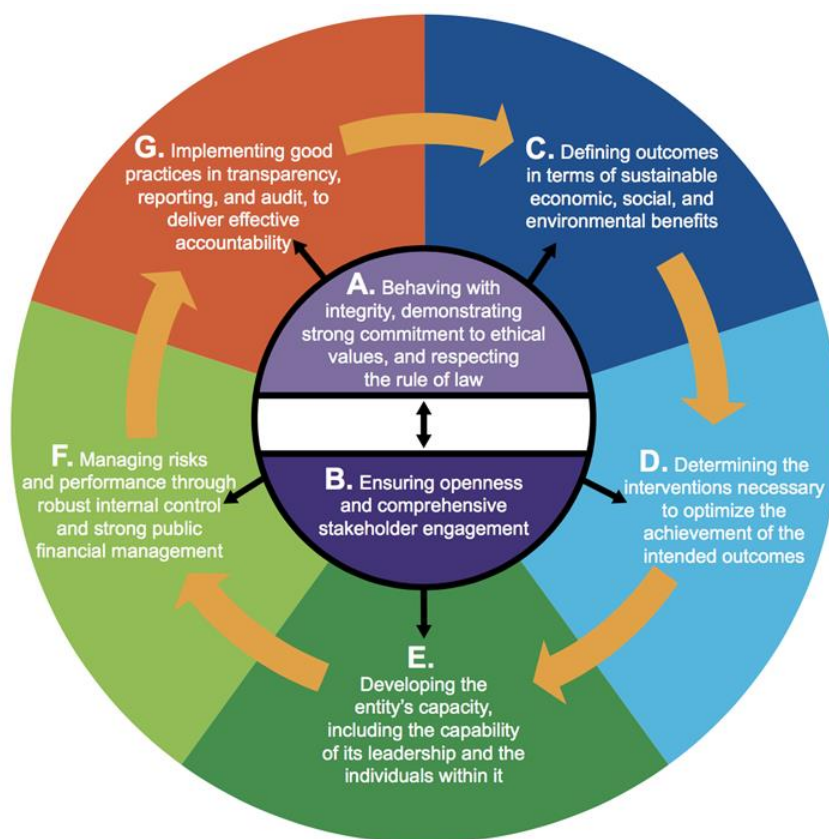 A. Behaving with
integrity, demonstrating
strong commitment to ethical
values, and respecting
the rule of law
B. Ensuring openness
and comprehensive
stakeholder engagement
C. Defining outcomes
in terms of sustainable
economic, social, and
environmental benefits
D. Determining the
interventions necessary
to optimize the
achievement of the
intended outcomes
E.
Developing the
entity's capacity,
including the capability
of its leadership and the
individuals within it
F. Managing risks
and performance through
robust internal control
and strong public
financial management
G. Implementing good
practices in transparency,
reporting, and audit, to
deliver effective
accountability